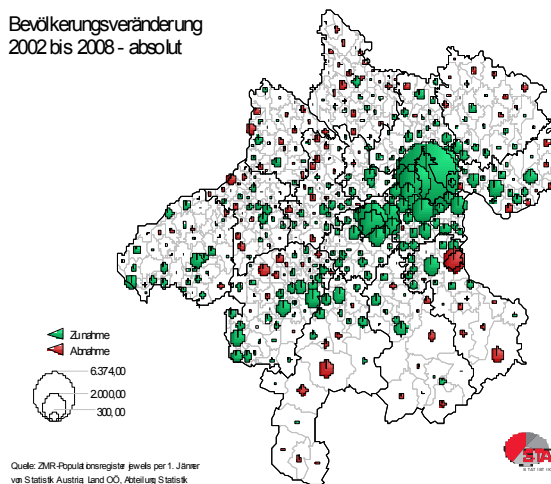 Bevölkerungsveränderung
2002 bis 2008 - absolut
Zunahme
Abnahme
6.374,00
2.000,00
300,00
Quelle: ZMR-Populationsregister jeweils per 1. Jänner
von Statistik Austria, Land OÖ, Abteilung Statistik
STA